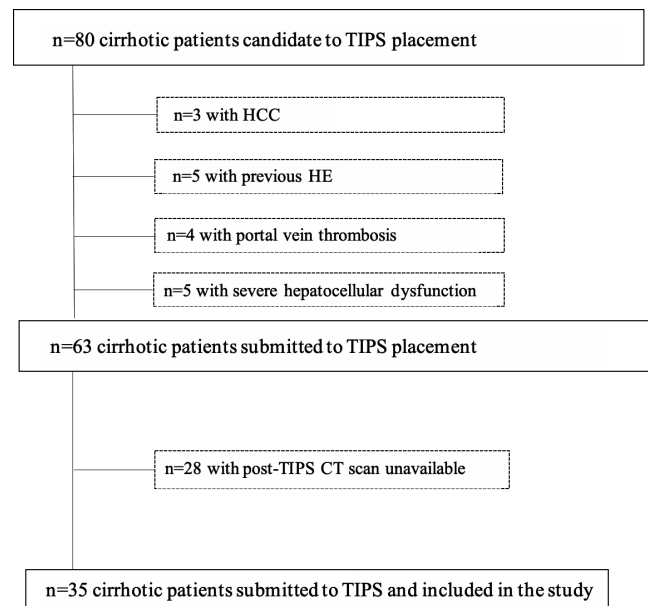 n=80 cirrhotic patients candidate to TIPS placement
n=3 with HCC
n=5 with previous HE
n=4 with portal vein thrombosis
n=5 with severe hepatocellular dysfunction
n=63 cirrhotic patients submitted to TIPS placement
n=28 with post-TIPS CT scan unavailable
n=35 cirrhotic patients submitted to TIPS and included in the study